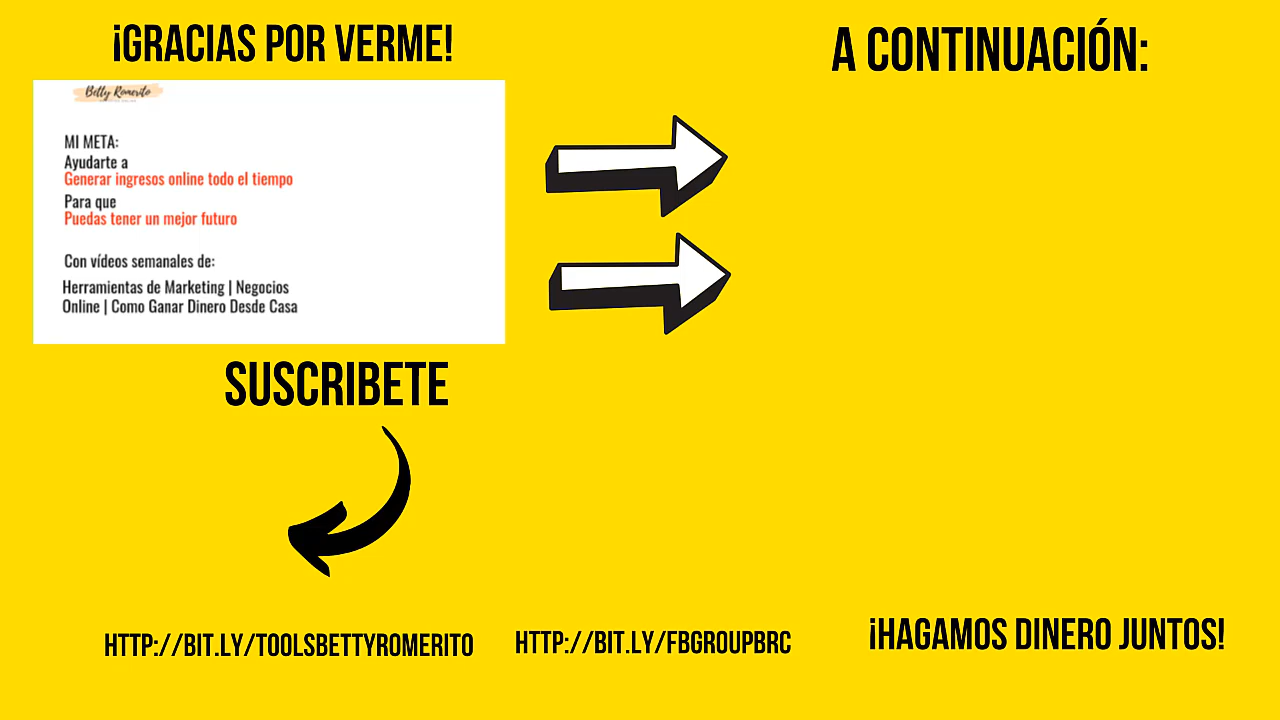 ¡GRACIAS POR VERME!
A CONTINUACIÓN:
Betty Romerito
MI META:
Ayudarte a
Generar ingresos online todo el tiempo
Para que
Puedas tener un mejor futuro
Con vídeos semanales de:
Herramientas de Marketing | Negocios
Online | Como Ganar Dinero Desde Casa
SUSCRIBETE
HTTP://BIT.LY/TOOLSBETTYROMERITO
HTTP://BIT.LY/FBGROUPBRC
¡HAGAMOS DINERO JUNTOS!